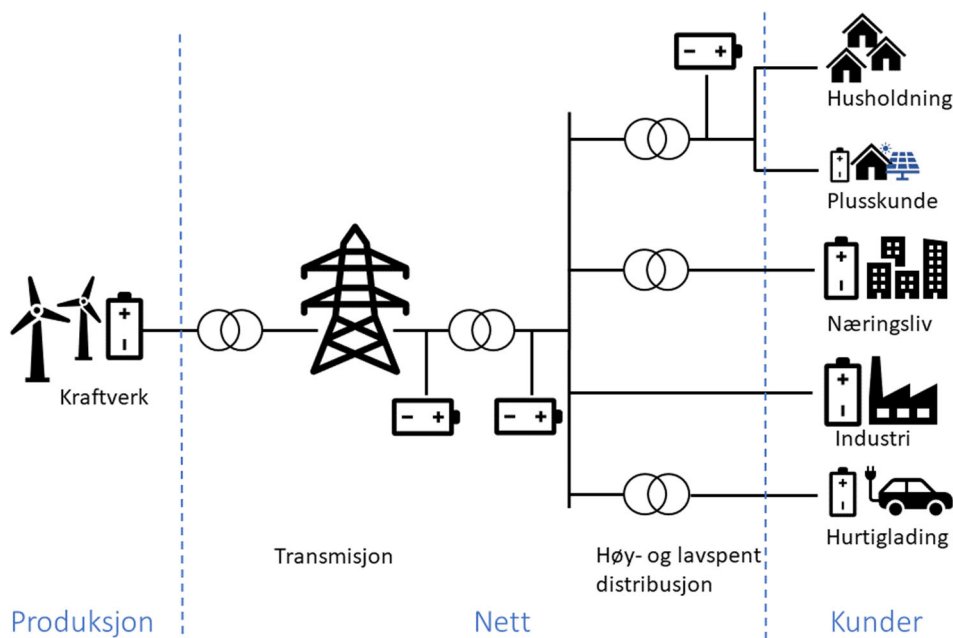 Husholdning
Plusskunde
Næringsliv
Kraftverk
Industri
Hurtiglading
Transmisjon
Høy- og lavspent
distribusjon
Produksjon
Nett
Kunder